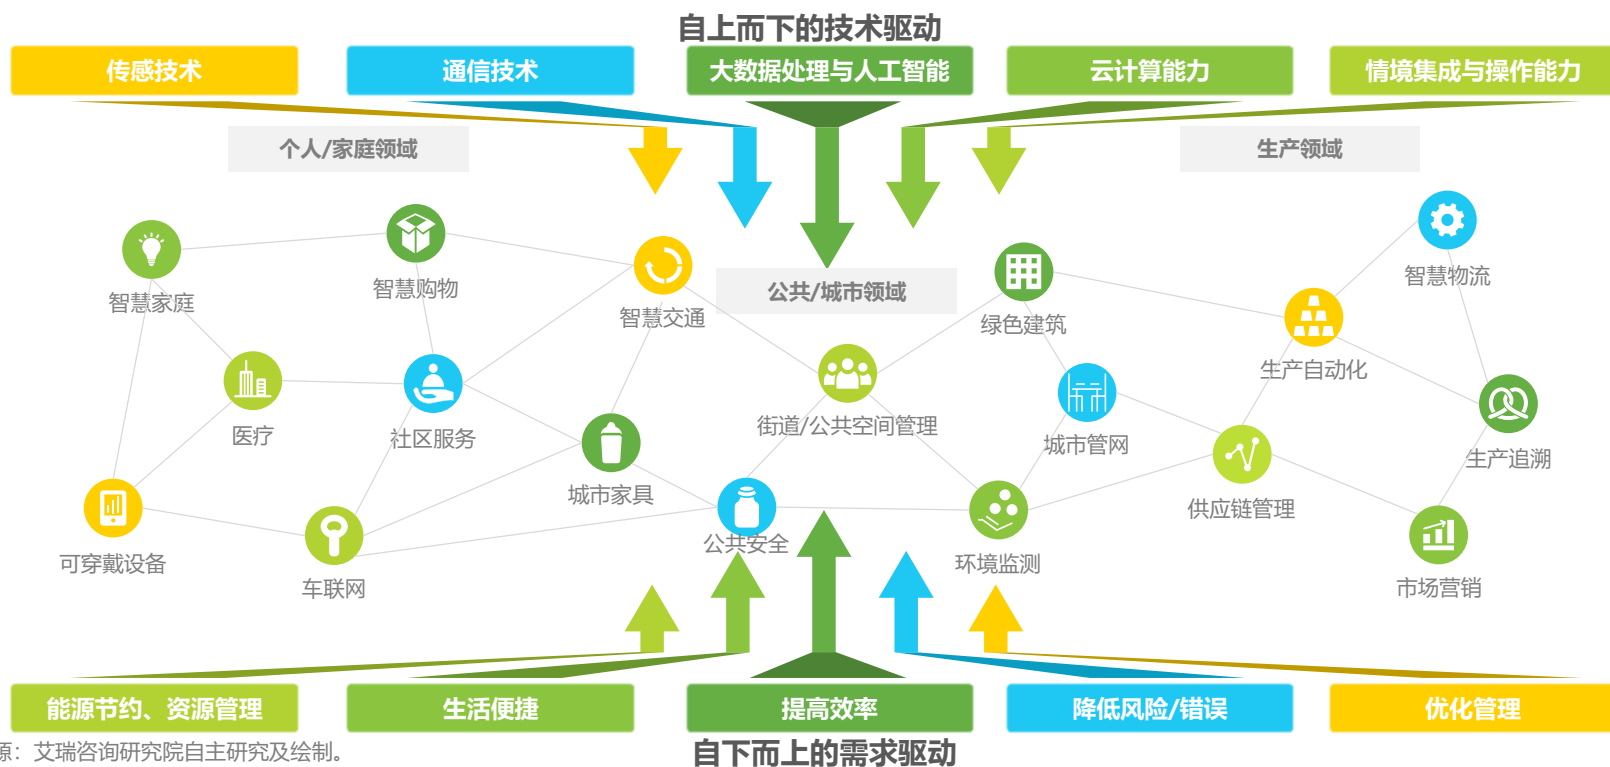 自上而下的技术驱动
传感技术
通信技术
大数据处理与人工智能
云计算能力
情境集成与操作能力
个人/家庭领域
生产领域
公共/城市领域
智慧家庭
智慧购物
智慧交通
绿色建筑
智慧物流
生产自动化
医疗
社区服务
街道/公共空间管理
城市管网
生产追溯
城市家具
供应链管理
可穿戴设备
车联网
公共安全
环境监测
市场营销
能源节约、资源管理
生活便捷
提高效率
降低风险/错误
优化管理
源：艾瑞咨询研究院自主研究及绘制。
自下而上的需求驱动